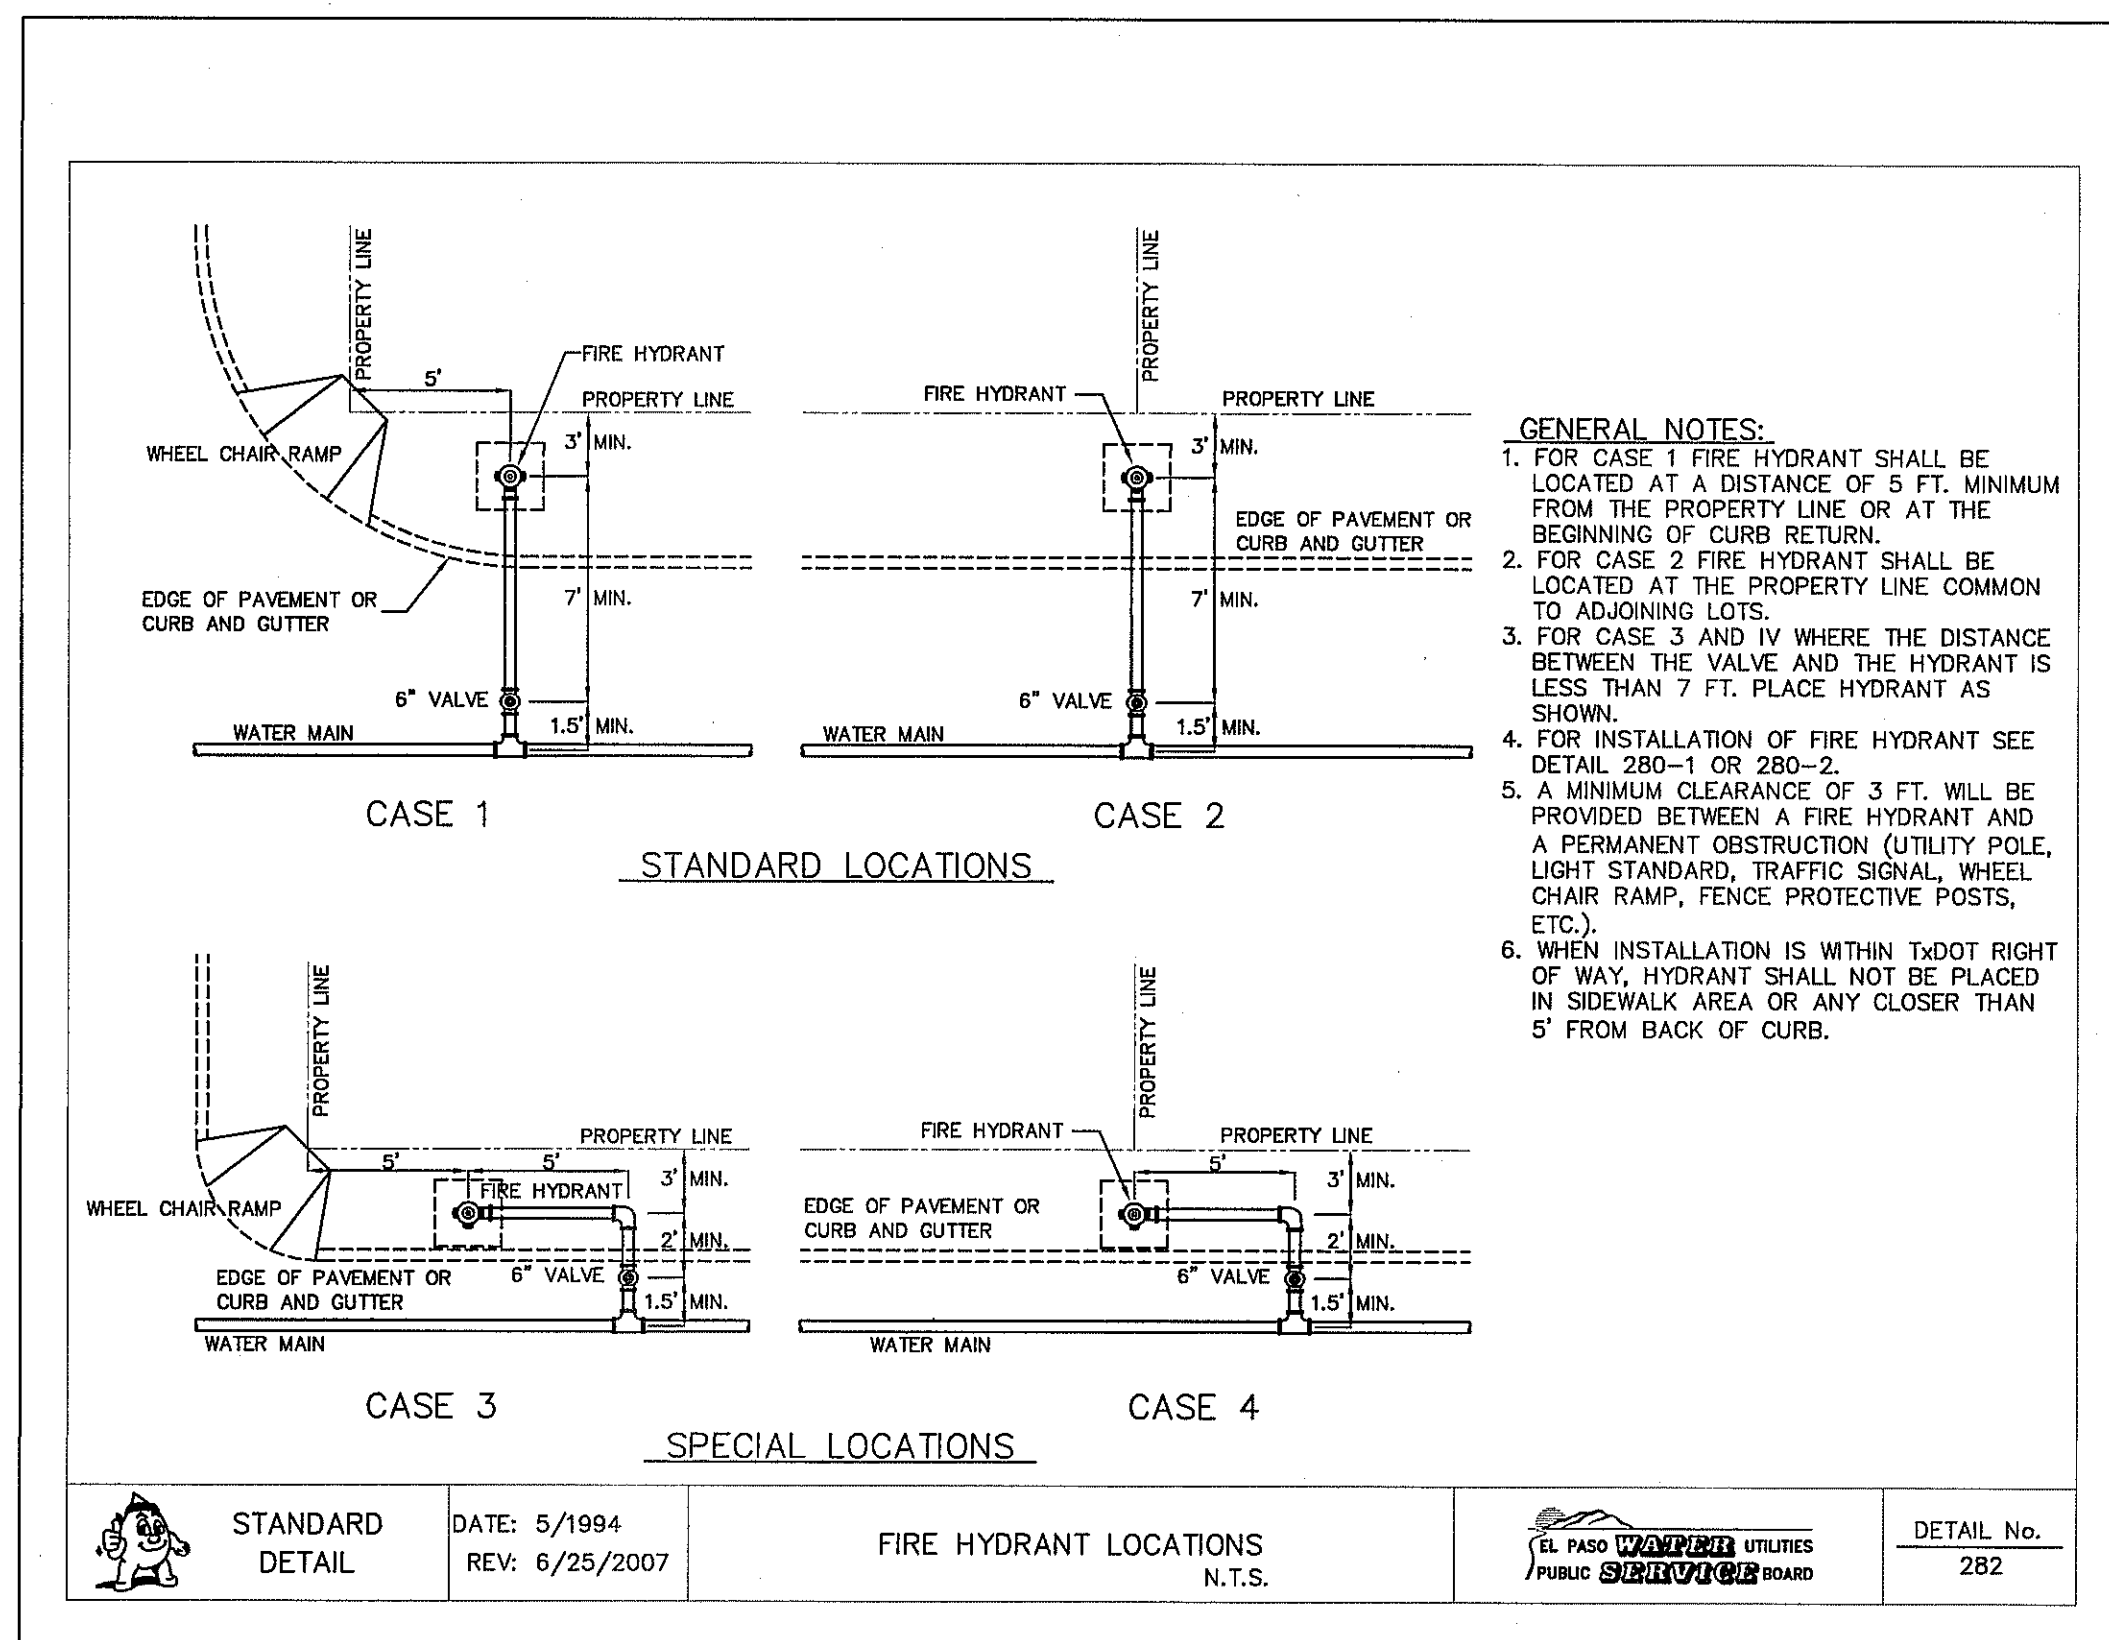 PROPERTY LINE
5'
FIRE HYDRANT
PROPERTY LINE
3' MIN.
WHEEL CHAIR RAMP
EDGE OF PAVEMENT OR
CURB AND GUTTER
7' MIN.
6" VALVE
1.5' MIN.
WATER MAIN
CASE 1
PROPERTY LINE
FIRE HYDRANT
PROPERTY LINE
3' MIN.
EDGE OF PAVEMENT OR
CURB AND GUTTER
7' MIN.
6" VALVE
1.5' MIN.
WATER MAIN
CASE 2
STANDARD LOCATIONS
PROPERTY LINE
PROPERTY LINE
5'
5'
3' MIN.
FIRE HYDRANT
WHEEL CHAIR RAMP
2' MIN.
EDGE OF PAVEMENT OR
CURB AND GUTTER
6" VALVE
1.5' MIN.
WATER MAIN
CASE 3
PROPERTY LINE
FIRE HYDRANT
PROPERTY LINE
5'
3' MIN.
EDGE OF PAVEMENT OR
CURB AND GUTTER
2' MIN.
6" VALVE
1.5' MIN.
WATER MAIN
CASE 4
SPECIAL LOCATIONS
GENERAL NOTES:
1. FOR CASE 1 FIRE HYDRANT SHALL BE
LOCATED AT A DISTANCE OF 5 FT. MINIMUM
FROM THE PROPERTY LINE OR AT THE
BEGINNING OF CURB RETURN.
2. FOR CASE 2 FIRE HYDRANT SHALL BE
LOCATED AT THE PROPERTY LINE COMMON
TO ADJOINING LOTS.
3. FOR CASE 3 AND IV WHERE THE DISTANCE
BETWEEN THE VALVE AND THE HYDRANT IS
LESS THAN 7 FT. PLACE HYDRANT AS
SHOWN.
4. FOR INSTALLATION OF FIRE HYDRANT SEE
DETAIL 280-1 OR 280-2.
5. A MINIMUM CLEARANCE OF 3 FT. WILL BE
PROVIDED BETWEEN A FIRE HYDRANT AND
A PERMANENT OBSTRUCTION (UTILITY POLE,
LIGHT STANDARD, TRAFFIC SIGNAL, WHEEL
CHAIR RAMP, FENCE PROTECTIVE POSTS,
ETC.).
6. WHEN INSTALLATION IS WITHIN TxDOT RIGHT
OF WAY, HYDRANT SHALL NOT BE PLACED
IN SIDEWALK AREA OR ANY CLOSER THAN
5' FROM BACK OF CURB.
STANDARD
DETAIL
DATE: 5/1994
REV: 6/25/2007
FIRE HYDRANT LOCATIONS
N.T.S.
EL PASO WATER UTILITIES
PUBLIC SERVICE BOARD
DETAIL No.
282